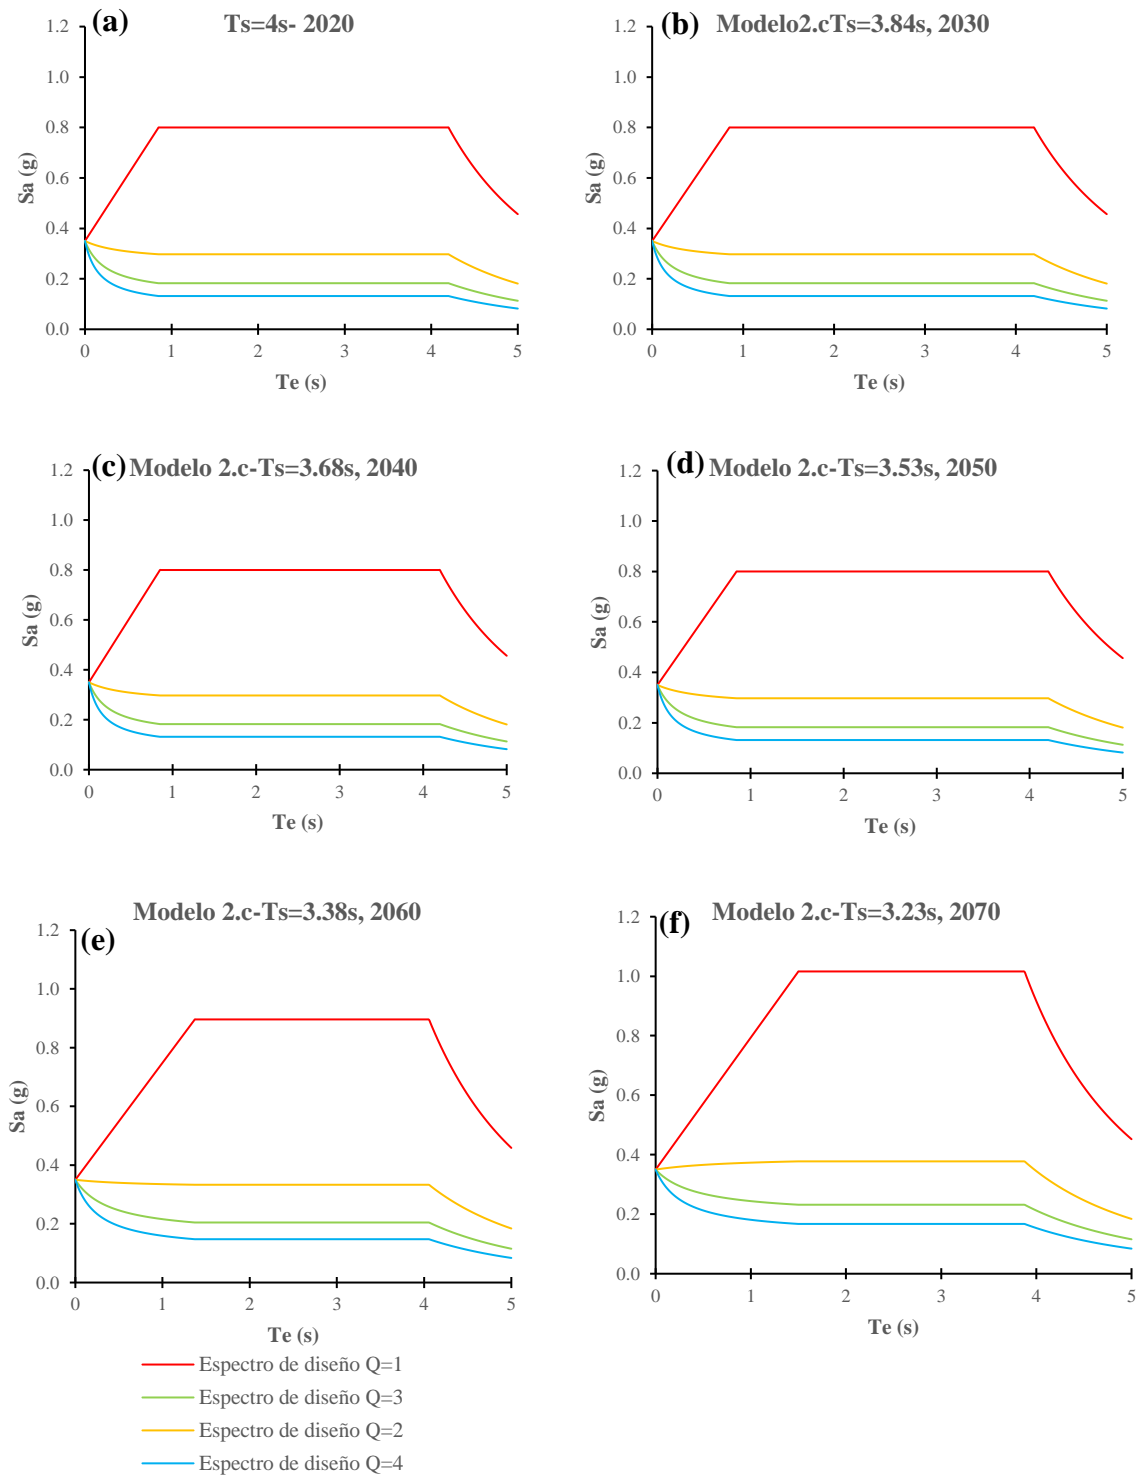 (a) Ts=4s- 2020
1.2
1.0
0.8
0.6
0.4
0.2
0.0
Sa (g)
0 1 2 3 4 5
Te (s)
(b) Modelo2.cTs=3.84s, 2030
1.2
1.0
0.8
0.6
0.4
0.2
0.0
Sa (g)
0 1 2 3 4 5
Te (s)
(c) Modelo 2.c-Ts=3.68s, 2040
1.2
1.0
0.8
0.6
0.4
0.2
0.0
Sa (g)
0 1 2 3 4 5
Te (s)
(d) Modelo 2.c-Ts=3.53s, 2050
1.2
1.0
0.8
0.6
0.4
0.2
0.0
Sa (g)
0 1 2 3 4 5
Te (s)
(e) Modelo 2.c-Ts=3.38s, 2060
1.2
1.0
0.8
0.6
0.4
0.2
0.0
Sa (g)
0 1 2 3 4 5
Te (s)
(f) Modelo 2.c-Ts=3.23s, 2070
1.2
1.0
0.8
0.6
0.4
0.2
0.0
Sa (g)
0 1 2 3 4 5
Te (s)
Espectro de diseño Q=1
Espectro de diseño Q=3
Espectro de diseño Q=2
Espectro de diseño Q=4